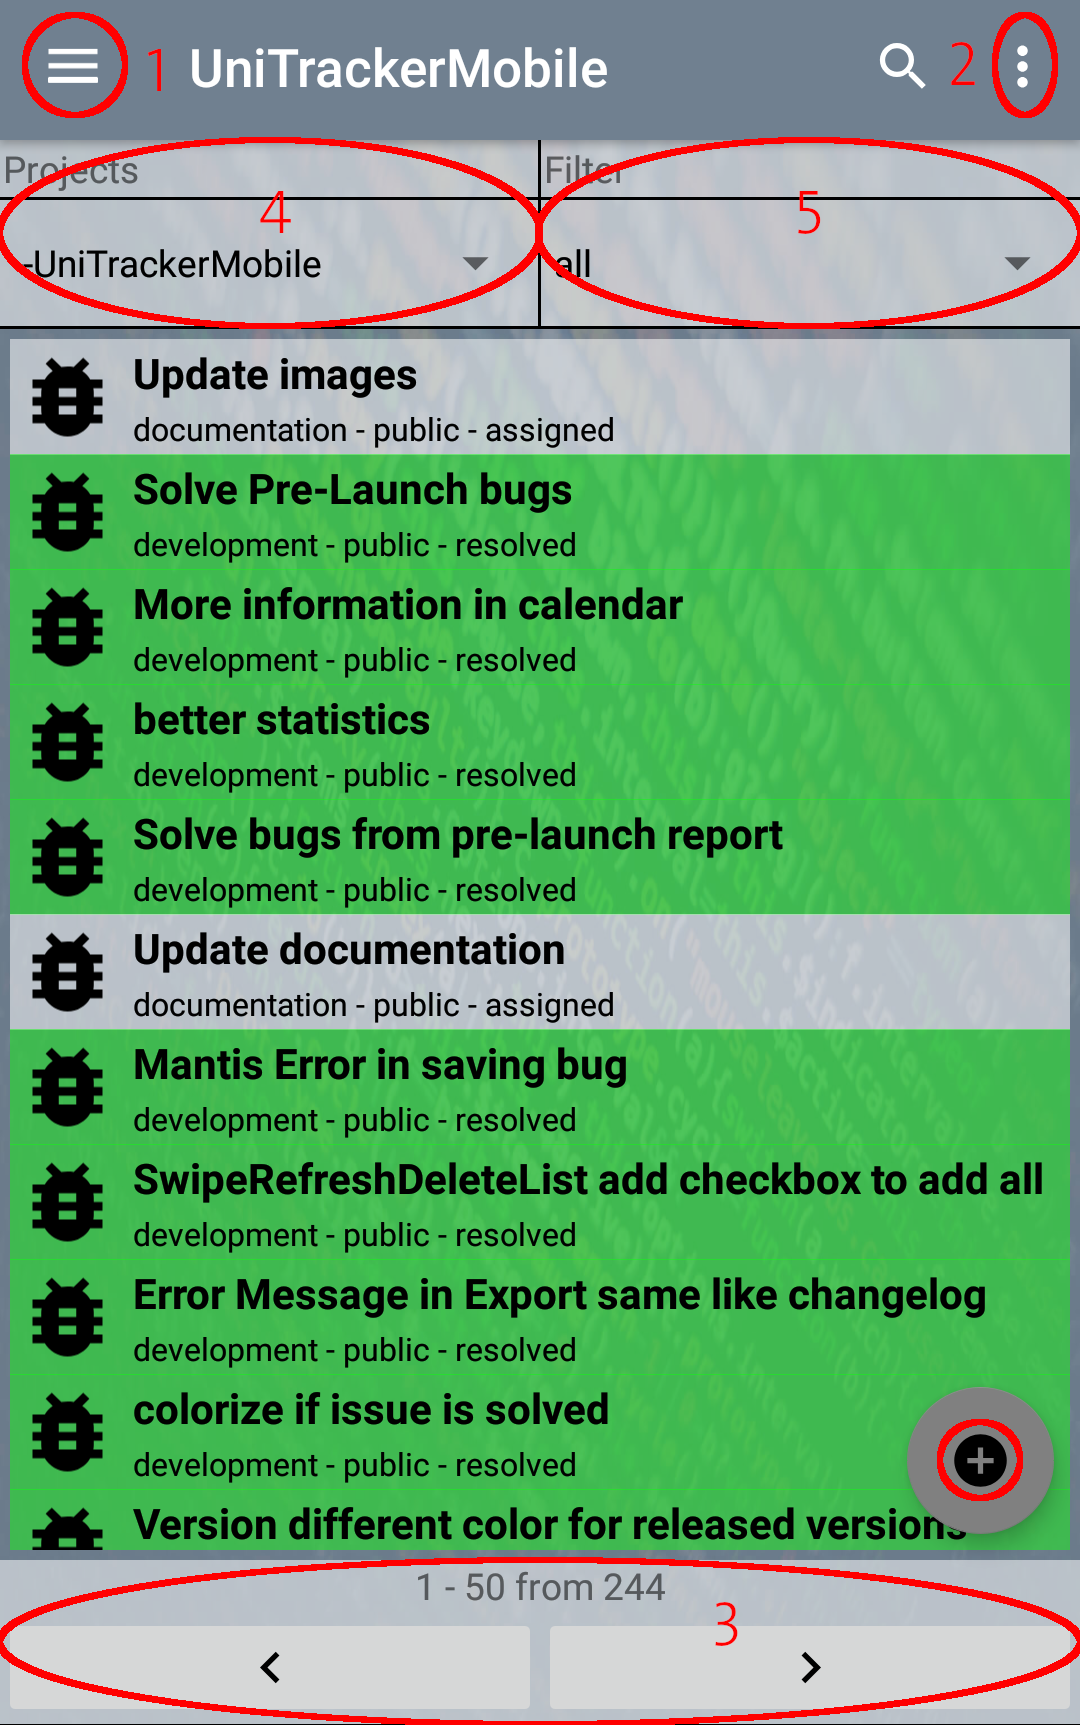 1 UniTrackerMobile 2
Projects Filter
4 5
-UniTrackerMobile all
Update images
documentation - public - assigned
Solve Pre-Launch bugs
development - public - resolved
More information in calendar
development - public - resolved
better statistics
development - public - resolved
Solve bugs from pre-launch report
development - public - resolved
Update documentation
documentation - public - assigned
Mantis Error in saving bug
development - public - resolved
SwipeRefreshDeleteList add checkbox to add all
development - public - resolved
Error Message in Export same like changelog
development - public - resolved
colorize if issue is solved
development - public - resolved
Version different color for released versions
1 - 50 from 244
3